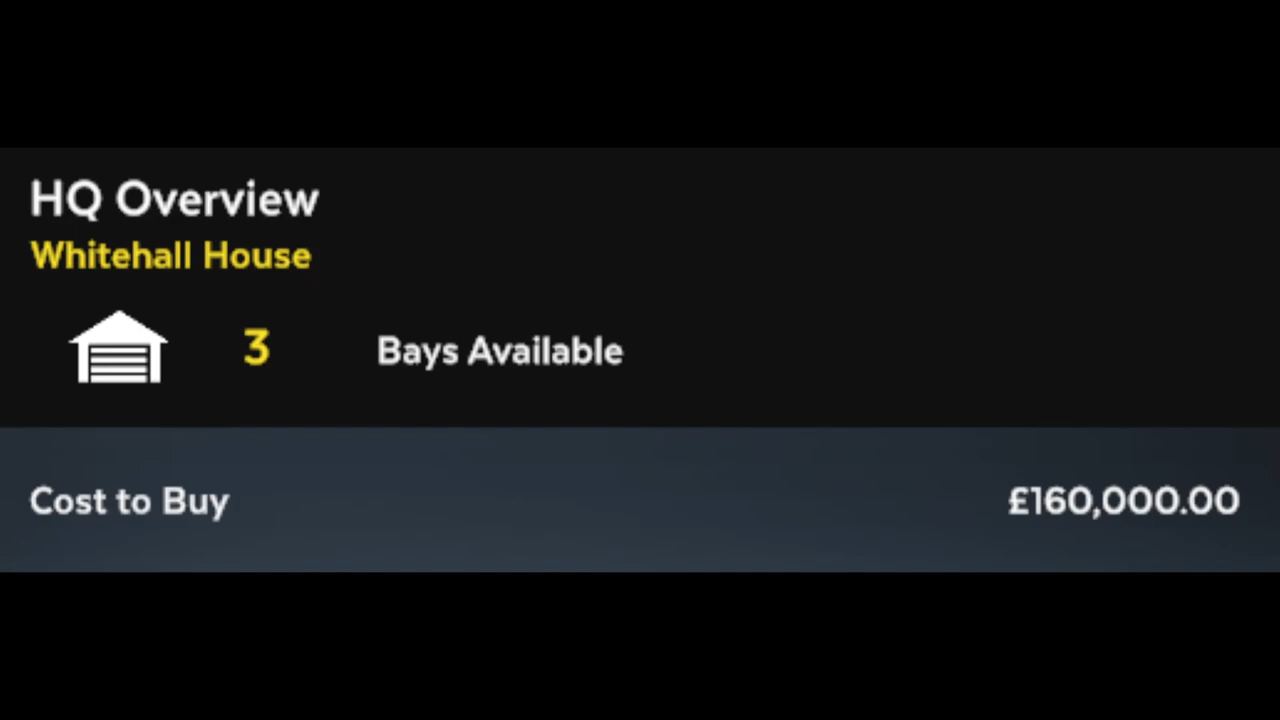 HQ Overview
Whitehall House
3 Bays Available
Cost to Buy £160,000.00